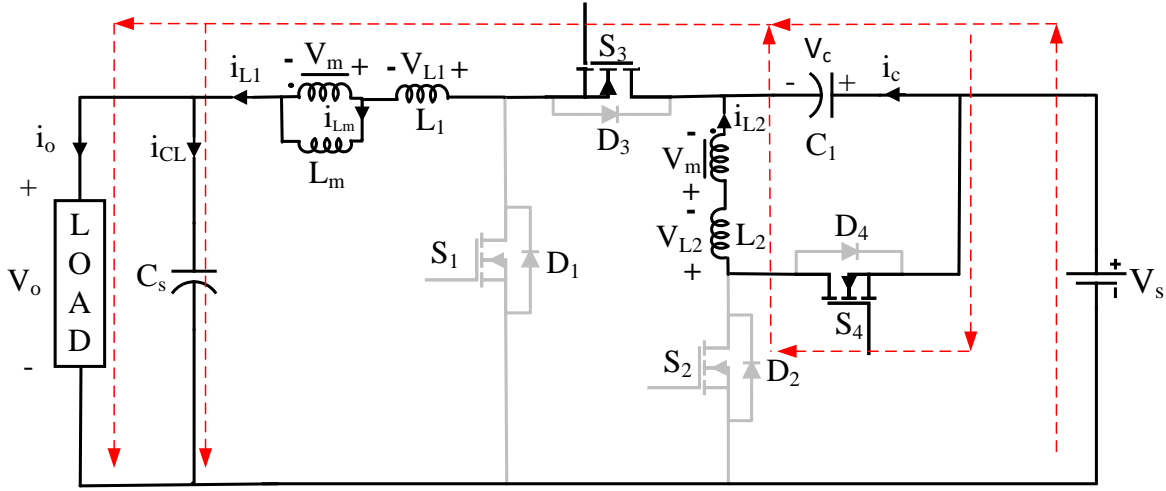 V_c
- V_m +
- V_L1 +
S_3
i_L1
- +
i_c
i_Lm
L_1
D_3
i_L2
C_1
i_o
i_CL
L_m
-
V_m
+
+
-
D_4
LOAD
S_1
D_1
V_L2
L_2
+
V_o
C_s
S_4
+
-
V_s
-
S_2
D_2